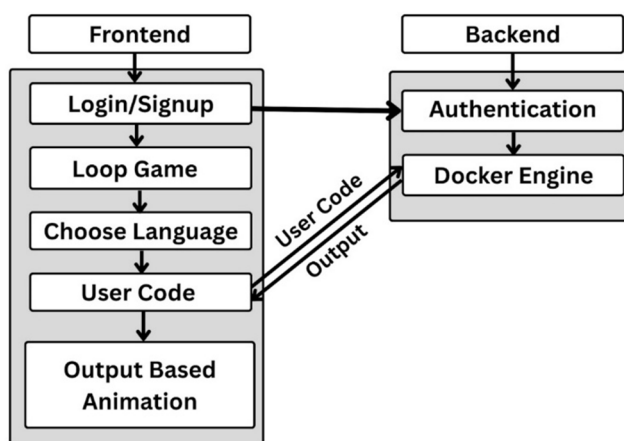 Frontend
Login/Signup
Loop Game
Choose Language
User Code
Output Based
Animation
User Code
Output
Backend
Authentication
Docker Engine